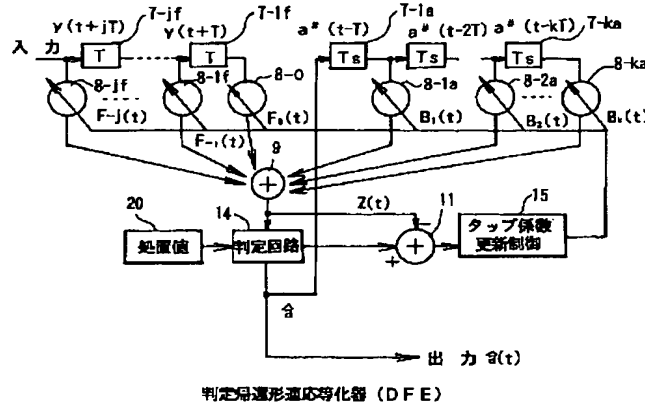 7-jf 7-1f 7-1a 7-ka
y(t+jT) y(t+T) a*(t-T) a*(t-2T) a*(t-kT)
入 力 T T Ts Ts Ts
8-jf 8-1f 8-0 8-1a 8-2a 8-ka
F-j(t) F-1(t) F0(t) B1(t) B2(t) Bk(t)
9
+
20 14 Z(t) 11 15
処置値 判定回路 + タップ係数
更新制御
- +
â
出 力 â(t)
判定帰還形適応等化器(DFE)